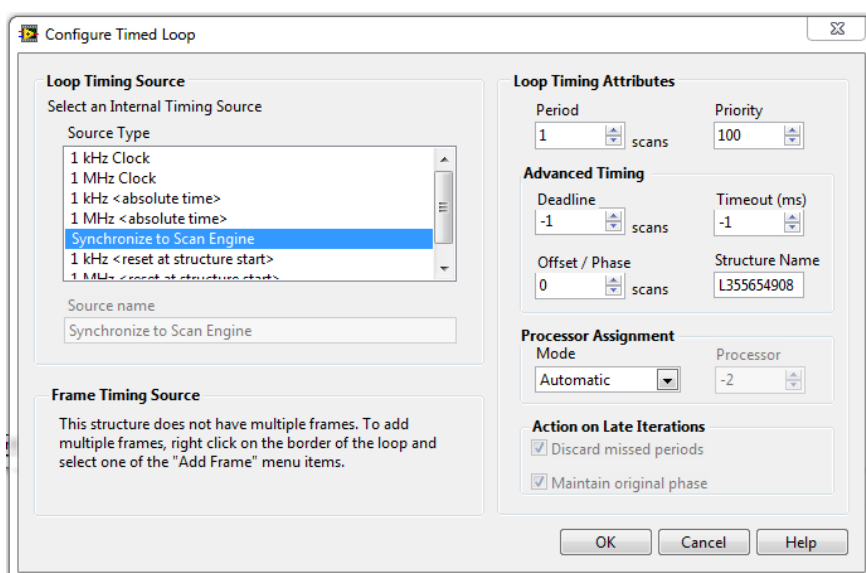 Configure Timed Loop
Loop Timing Source
Select an Internal Timing Source
Source Type
1 kHz Clock
1 MHz Clock
1 kHz <absolute time>
1 MHz <absolute time>
Synchronize to Scan Engine
1 kHz <reset at structure start>
1 MHz <reset at structure start>
Source name
Synchronize to Scan Engine
Frame Timing Source
This structure does not have multiple frames. To add
multiple frames, right click on the border of the loop and
select one of the "Add Frame" menu items.
Loop Timing Attributes
Period Priority
1 scans 100
Advanced Timing
Deadline Timeout (ms)
-1 scans -1
Offset / Phase Structure Name
0 scans L355654908
Processor Assignment
Mode Processor
Automatic -2
Action on Late Iterations
Discard missed periods
Maintain original phase
OK Cancel Help